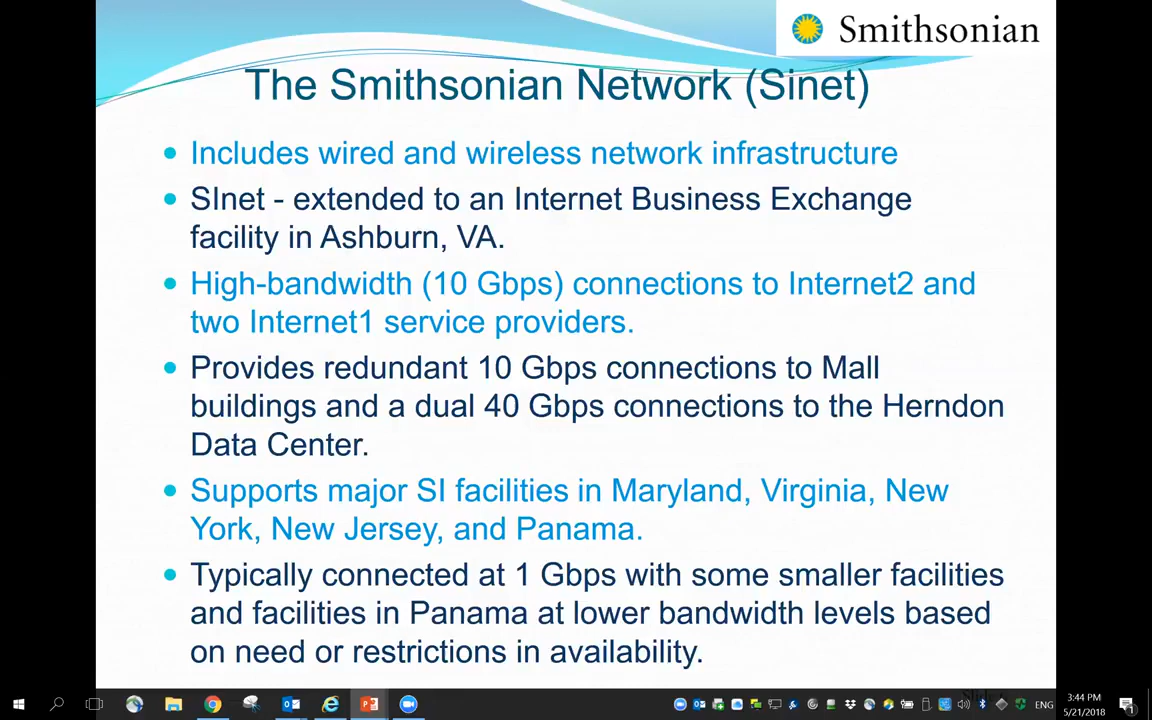 Smithsonian
The Smithsonian Network (Sinet)
• Includes wired and wireless network infrastructure
• SInet - extended to an Internet Business Exchange
facility in Ashburn, VA.
• High-bandwidth (10 Gbps) connections to Internet2 and
two Internet1 service providers.
• Provides redundant 10 Gbps connections to Mall
buildings and a dual 40 Gbps connections to the Herndon
Data Center.
• Supports major SI facilities in Maryland, Virginia, New
York, New Jersey, and Panama.
• Typically connected at 1 Gbps with some smaller facilities
and facilities in Panama at lower bandwidth levels based
on need or restrictions in availability.
ENG
3:44 PM
5/21/2018
1